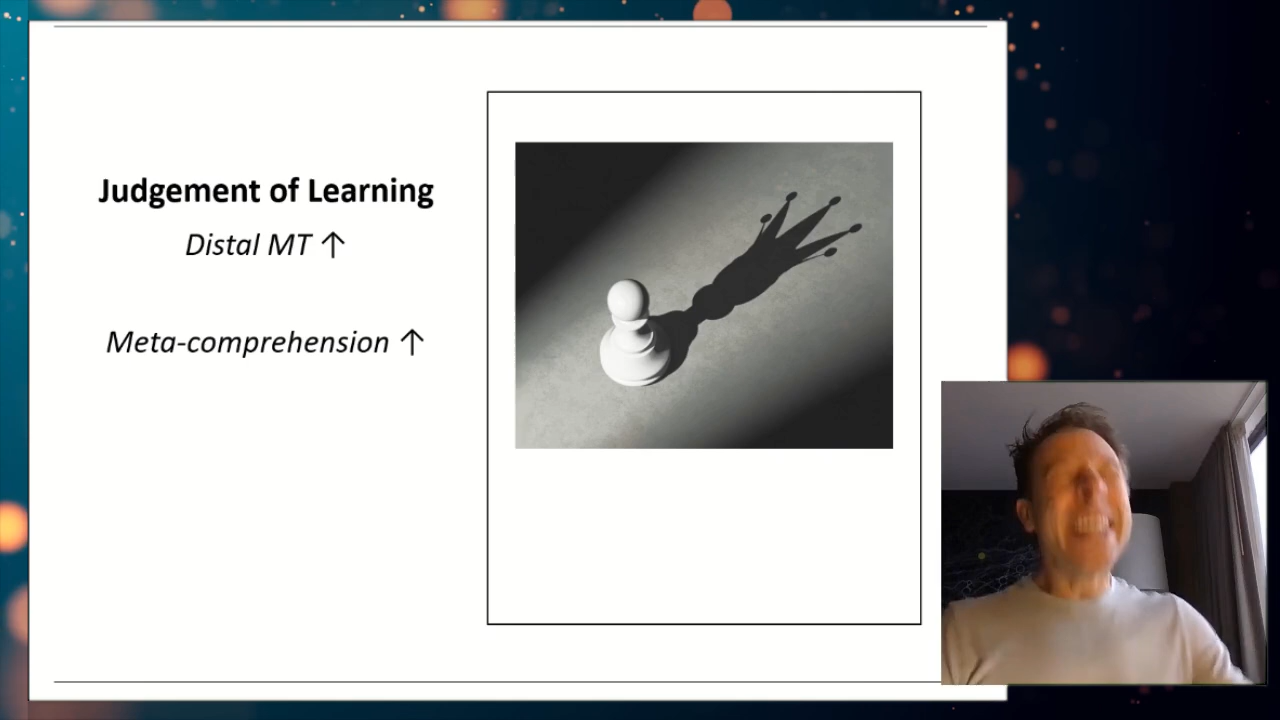 Judgement of Learning
Distal MT ↑
Meta-comprehension ↑